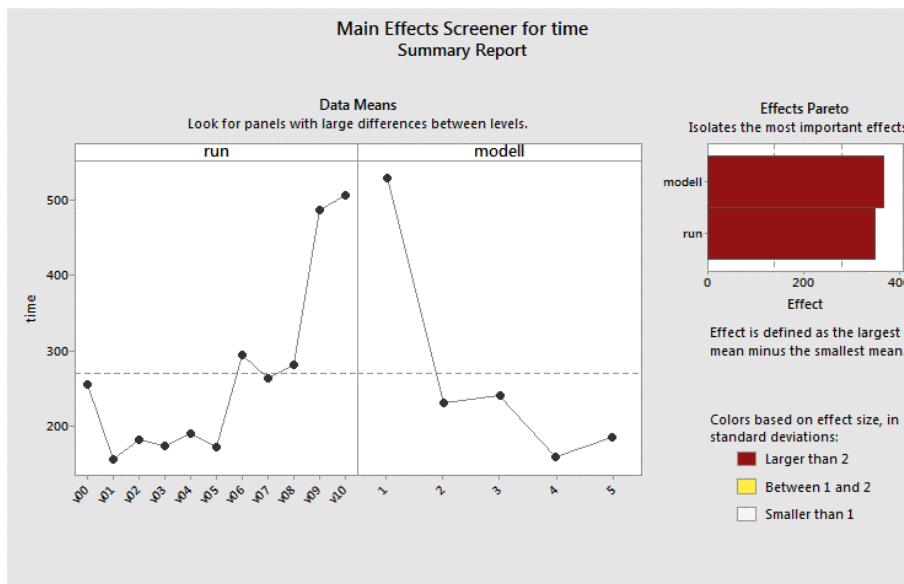 Main Effects Screener for time
Summary Report
Data Means
Look for panels with large differences between levels.
run
modell
time
500
400
300
200
v00
v01
v02
v03
v04
v05
v06
v07
v08
v09
v10
1
2
3
4
5
Effects Pareto
Isolates the most important effects
modell
run
0
200
400
Effect
Effect is defined as the largest
mean minus the smallest mean.
Colors based on effect size, in
standard deviations:
Larger than 2
Between 1 and 2
Smaller than 1